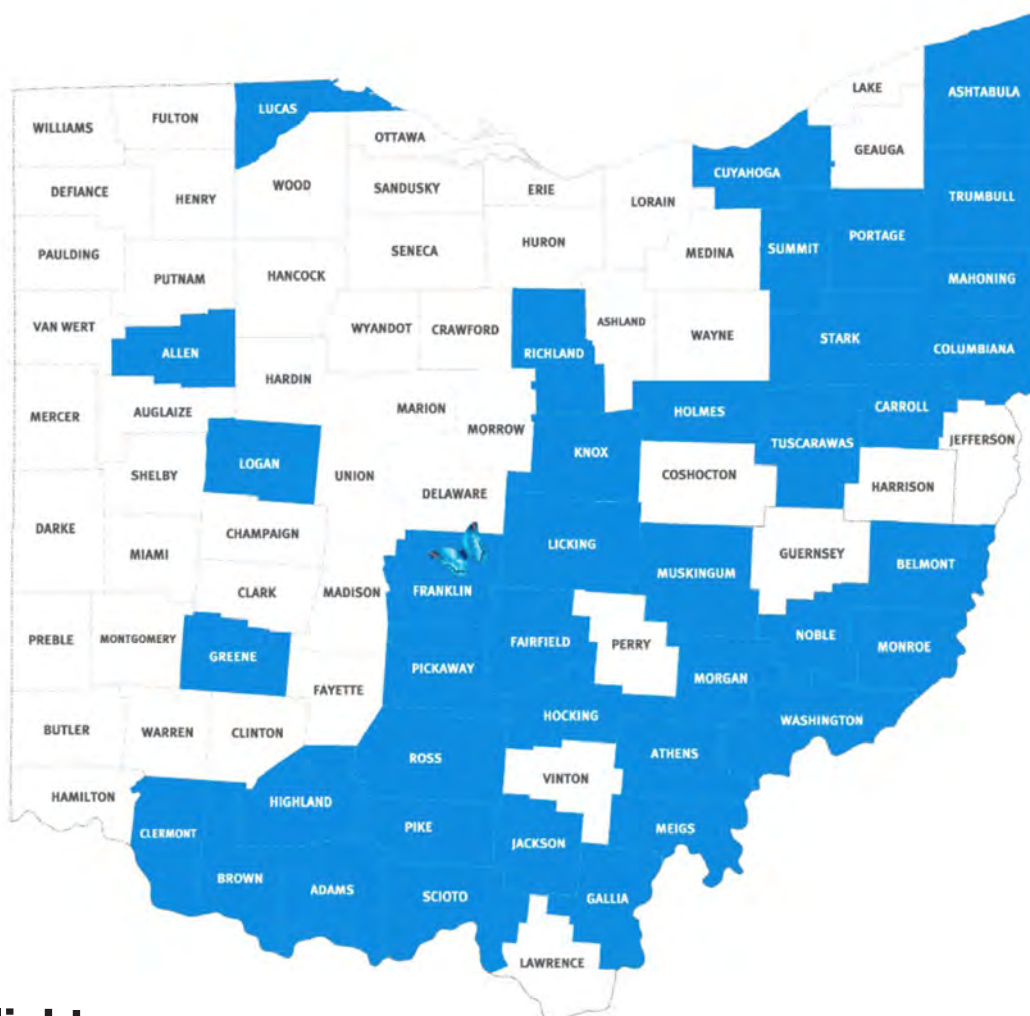 LAKE
ASHTABULA
LUCAS
FULTON
WILLIAMS
OTTAWA
GEAUGA
CUYAHOGA
WOOD
DEFIANCE
SANDUSKY
ERIE
HENRY
LORAIN
TRUMBULL
PORTAGE
HURON
SUMMIT
SENECA
MEDINA
PAULDING
HANCOCK
PUTNAM
MAHONING
ASHLAND
VAN WERT
WYANDOT
CRAWFORD
WAYNE
STARK
COLUMBIANA
ALLEN
RICHLAND
HARDIN
CARROLL
MARION
HOLMES
AUGLAIZE
MERCER
MORROW
JEFFERSON
TUSCARAWAS
KNOX
LOGAN
SHELBY
UNION
COSHOCTON
HARRISON
DELAWARE
DARKE
CHAMPAIGN
LICKING
MIAMI
GUERNSEY
BELMONT
MUSKINGUM
CLARK
MADISON
FRANKLIN
NOBLE
PREBLE
MONTGOMERY
FAIRFIELD
PERRY
MONROE
GREENE
PICKAWAY
MORGAN
FAYETTE
HOCKING
WASHINGTON
BUTLER
WARREN
CLINTON
ATHENS
ROSS
VINTON
HAMILTON
HIGHLAND
PIKE
MEIGS
CLERMONT
JACKSON
BROWN
ADAMS
SCIOTO
GALLIA
LAWRENCE